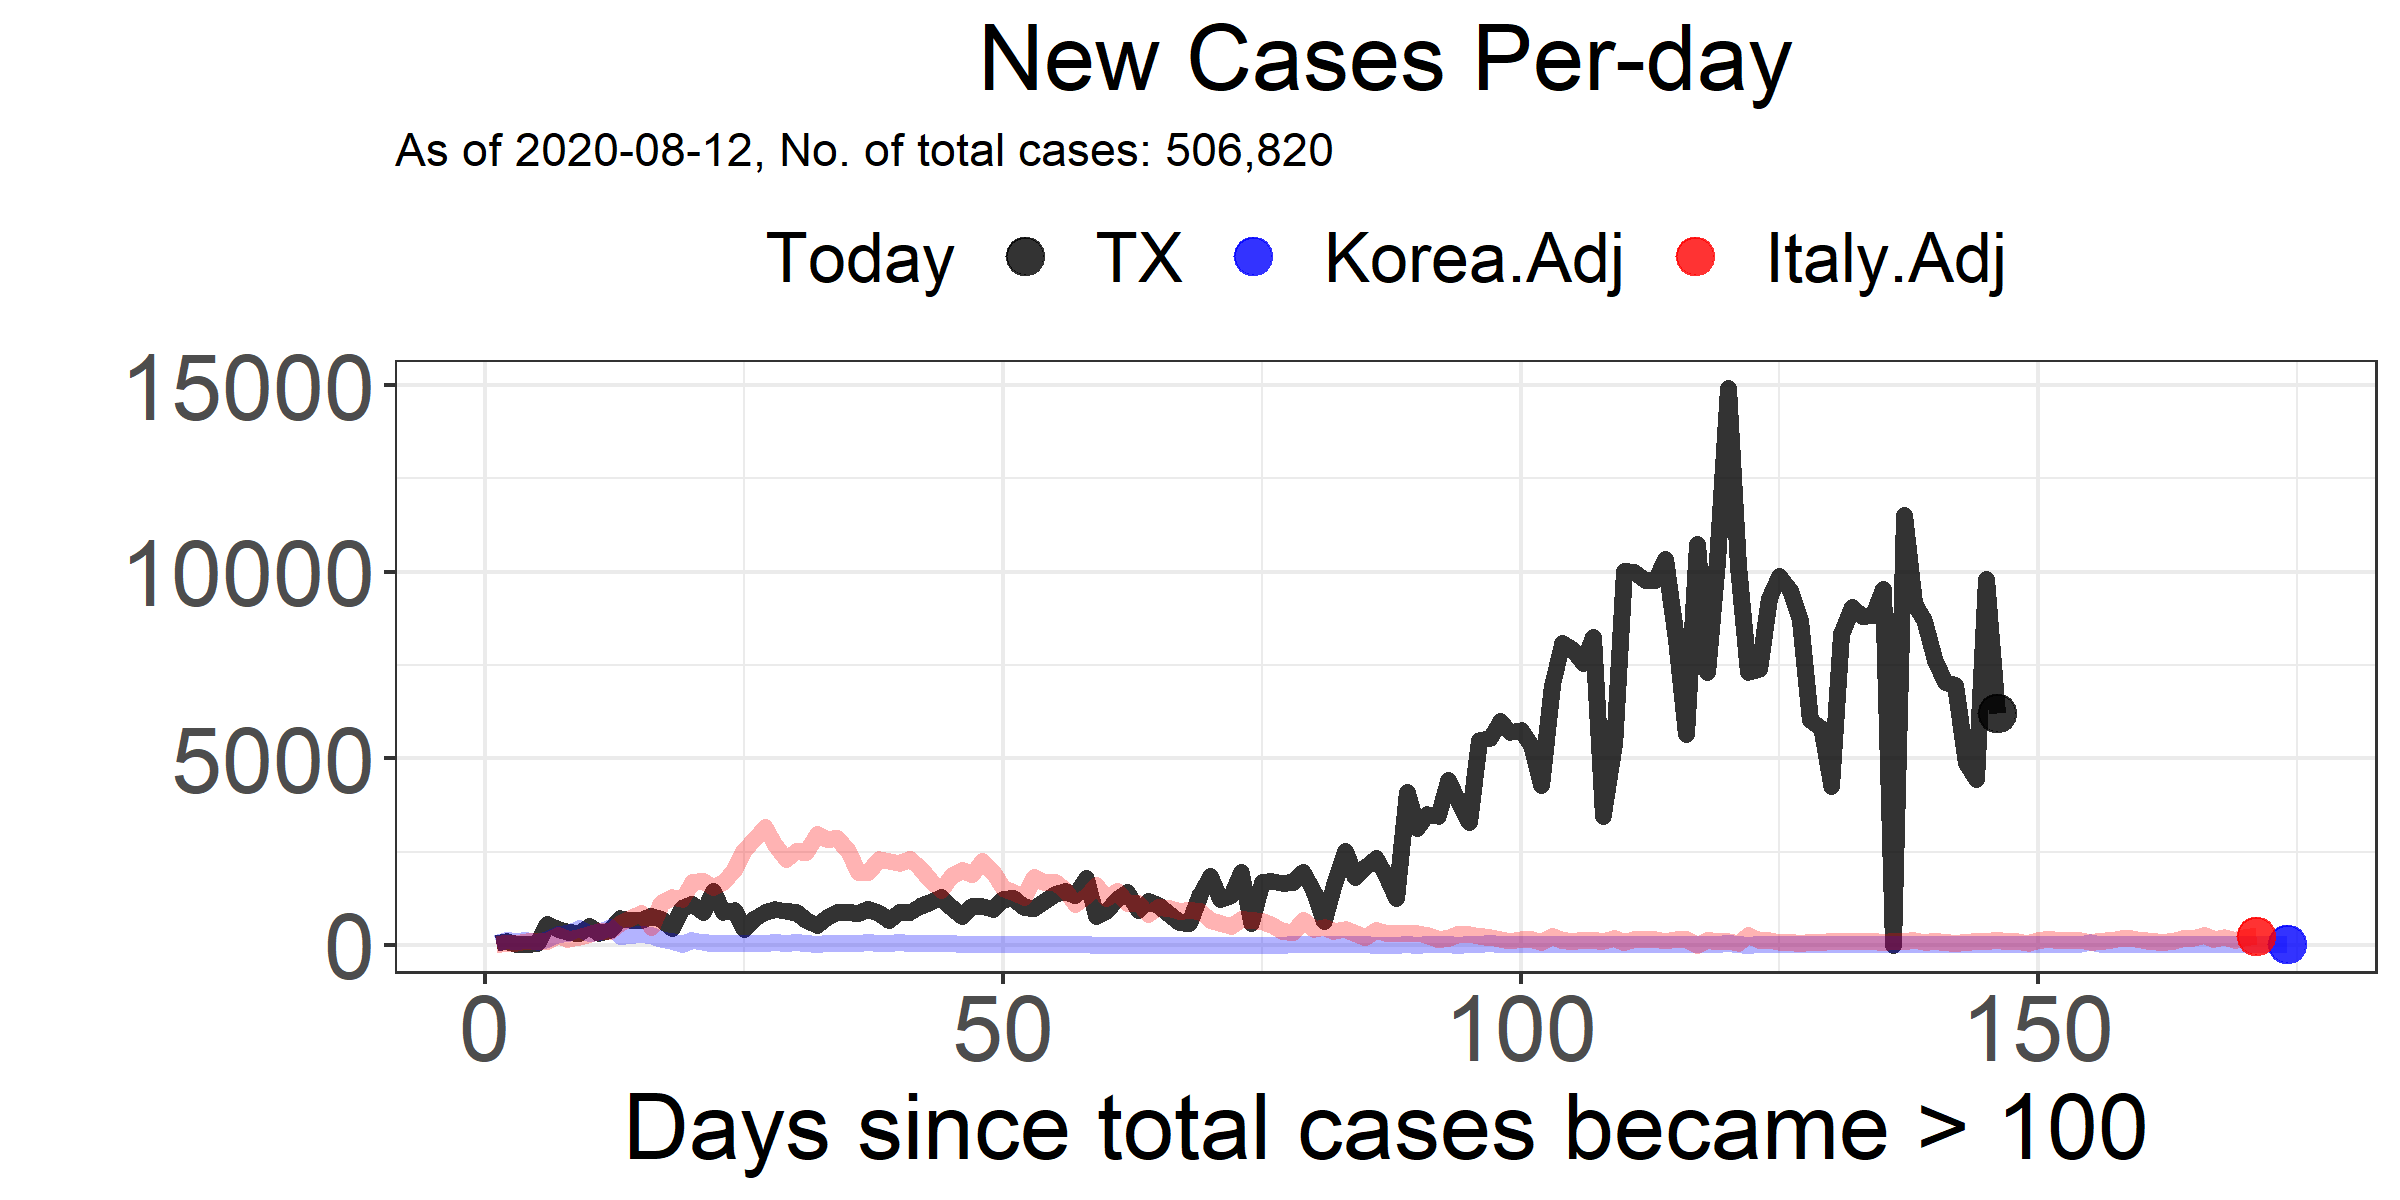 New Cases Per-day
As of 2020-08-12, No. of total cases: 506,820
Today TX Korea.Adj Italy.Adj
15000
10000
5000
0
0 50 100 150
Days since total cases became > 100